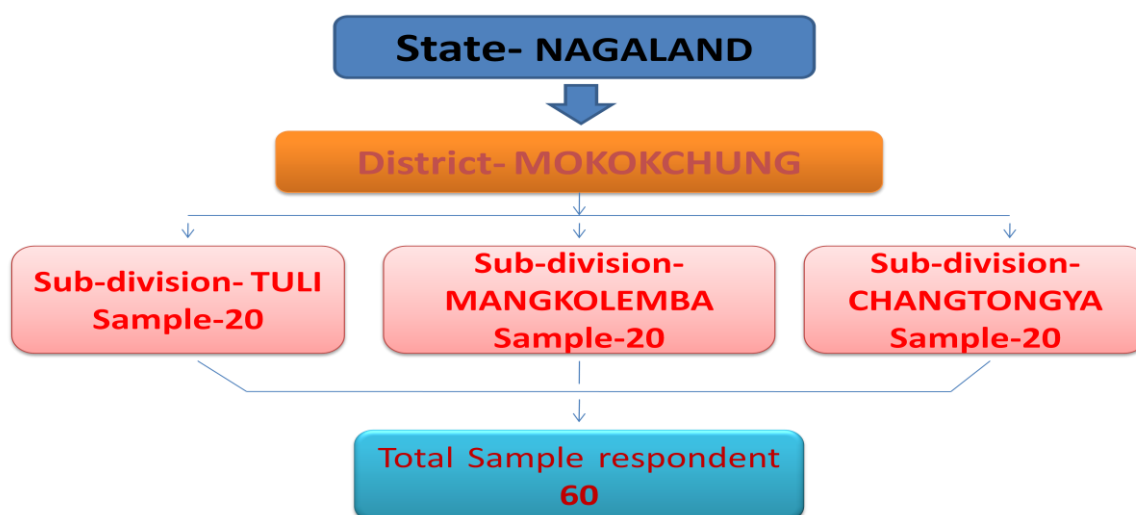 State- NAGALAND
District- MOKOKCHUNG
Sub-division- TULI
Sample-20
Sub-division-
MANGKOLEMBA
Sample-20
Sub-division-
CHANGTONGYA
Sample-20
Total Sample respondent
60